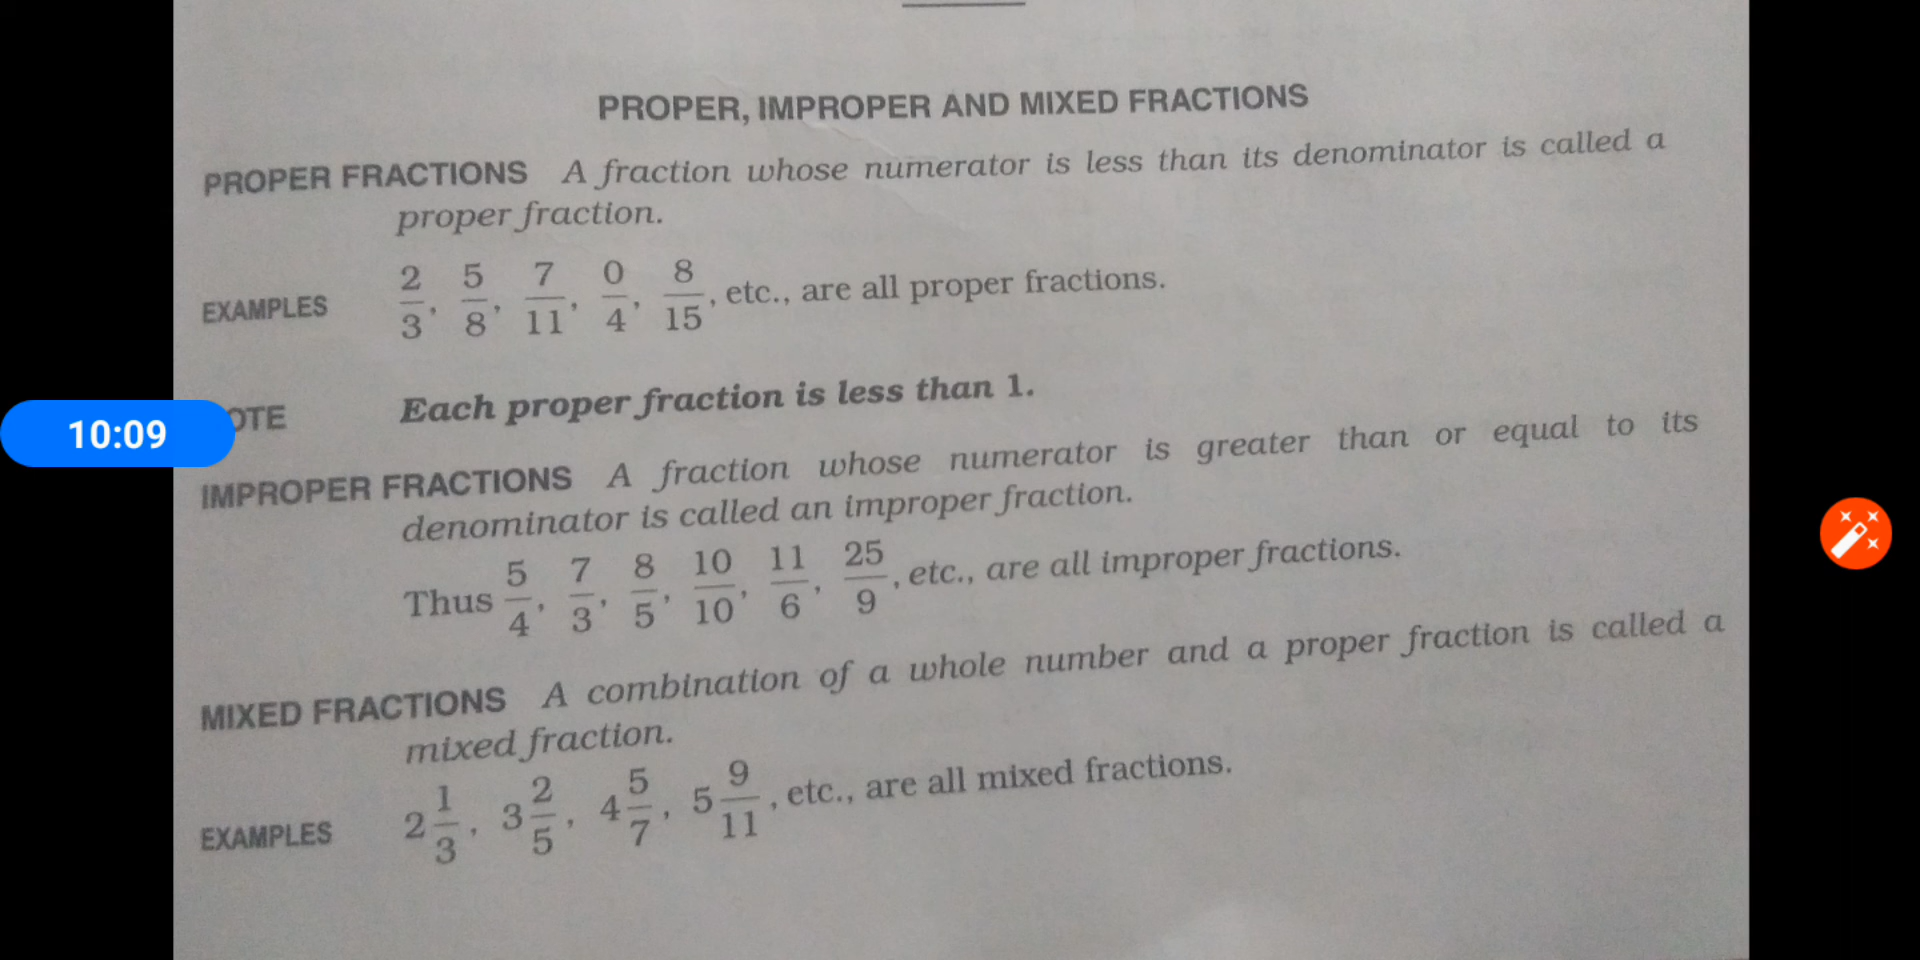 PROPER, IMPROPER AND MIXED FRACTIONS
PROPER FRACTIONS A fraction whose numerator is less than its denominator is called a
proper fraction.
EXAMPLES 2/3, 5/8, 7/11, 0/4, 8/15, etc., are all proper fractions.
OTE Each proper fraction is less than 1.
10:09
IMPROPER FRACTIONS A fraction whose numerator is greater than or equal to its
denominator is called an improper fraction.
Thus 5/4, 7/3, 8/5, 10/10, 11/6, 25/9, etc., are all improper fractions.
MIXED FRACTIONS A combination of a whole number and a proper fraction is called a
mixed fraction.
EXAMPLES 2 1/3, 3 2/5, 4 5/7, 5 9/11, etc., are all mixed fractions.